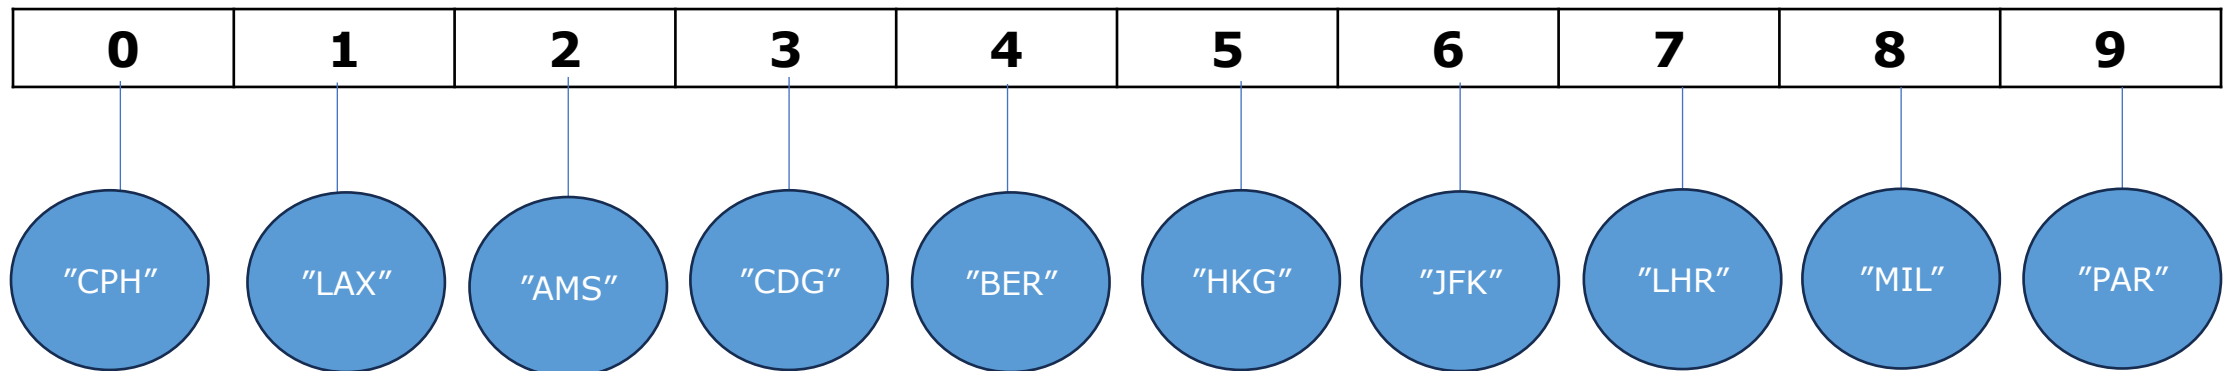 0 1 2 3 4 5 6 7 8 9
″CPH″ ″LAX″ ″AMS″ ″CDG″ ″BER″ ″HKG″ ″JFK″ ″LHR″ ″MIL″ ″PAR″